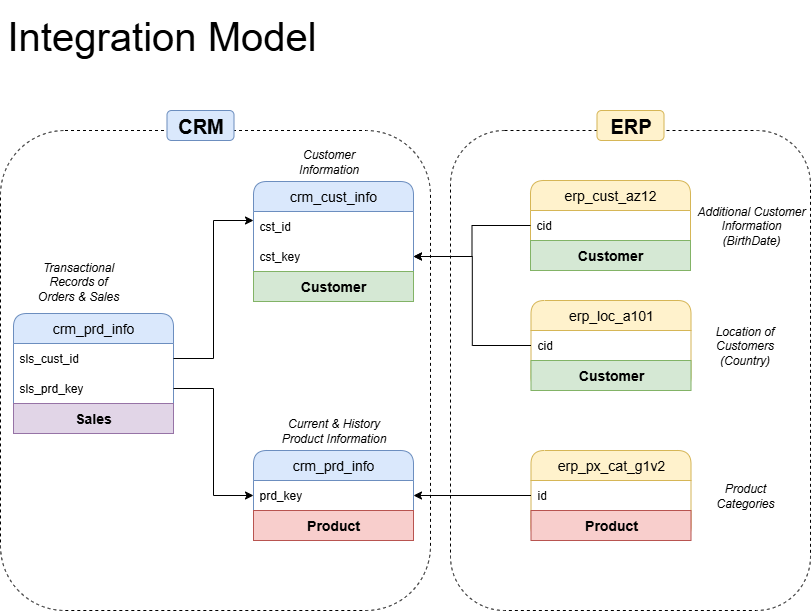 Integration Model
CRM
ERP
Customer
Information
crm_cust_info
cst_id
cst_key
Customer
Transactional
Records of
Orders & Sales
crm_prd_info
sls_cust_id
sls_prd_key
Sales
Current & History
Product Information
crm_prd_info
prd_key
Product
erp_cust_az12
cid
Customer
Additional Customer
Information
(BirthDate)
erp_loc_a101
cid
Customer
Location of
Customers
(Country)
erp_px_cat_g1v2
id
Product
Product
Categories